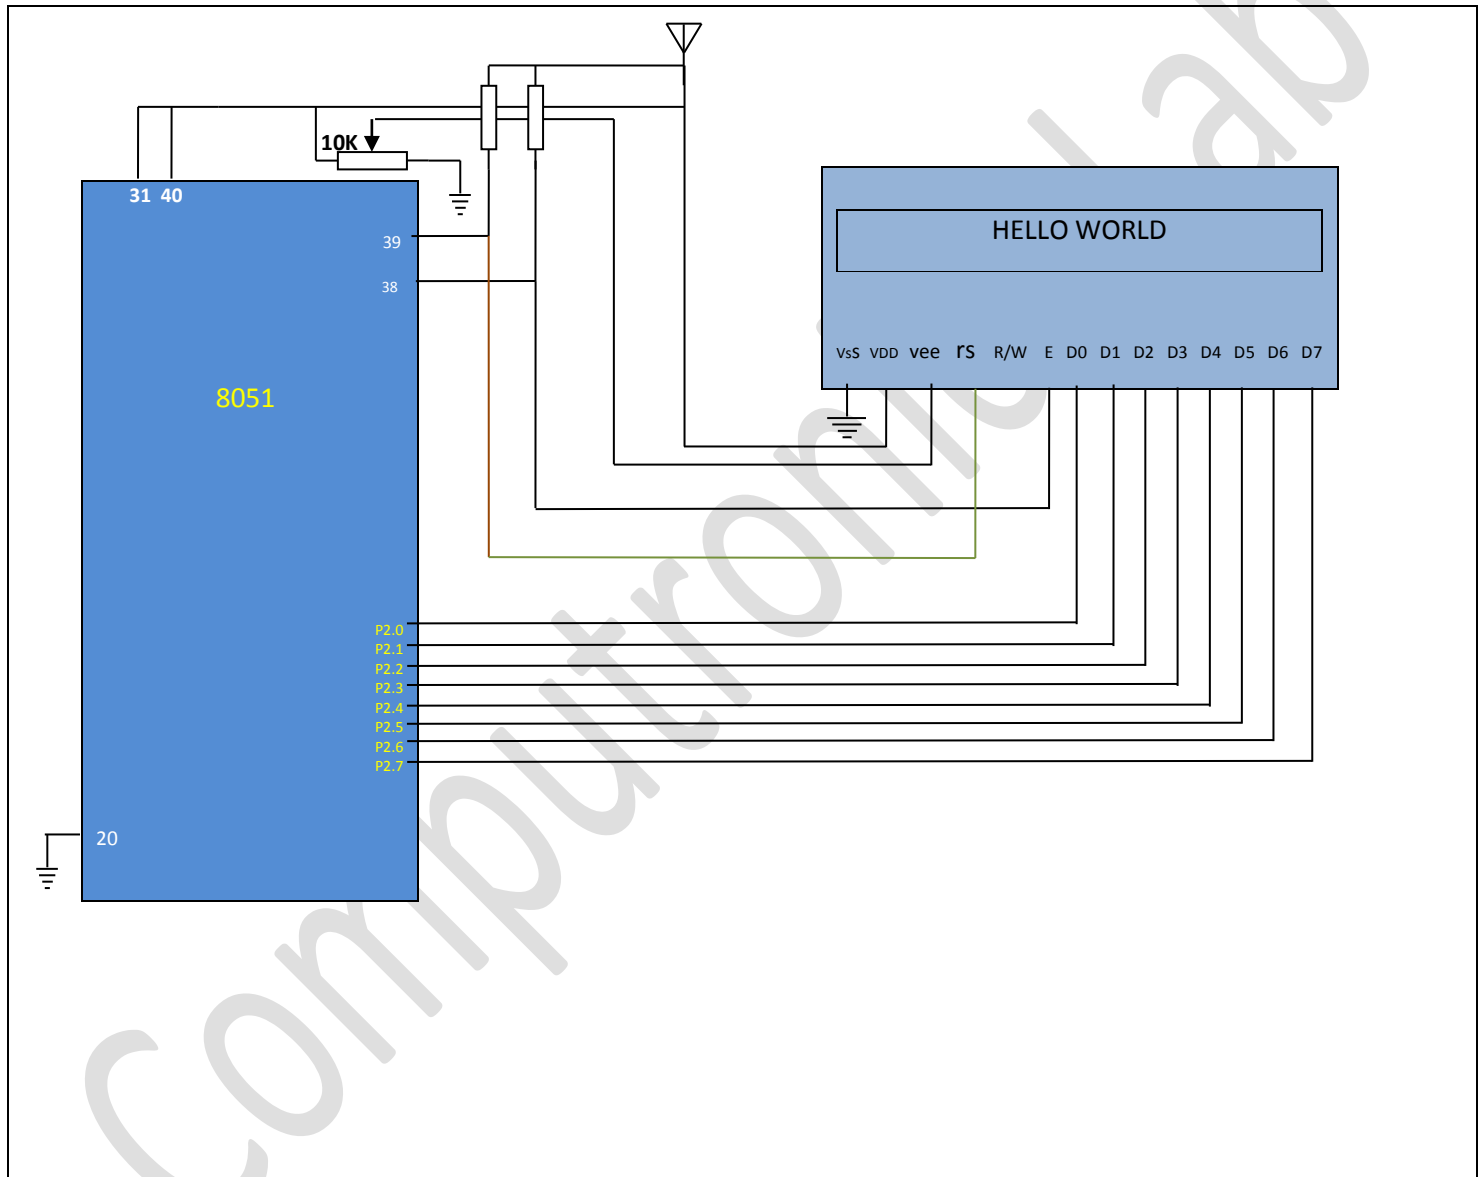 10K
31 40
39
38
8051
HELLO WORLD
Vss VDD vee rs R/W E D0 D1 D2 D3 D4 D5 D6 D7
P2.0
P2.1
P2.2
P2.3
P2.4
P2.5
P2.6
P2.7
20
Computronics Lab